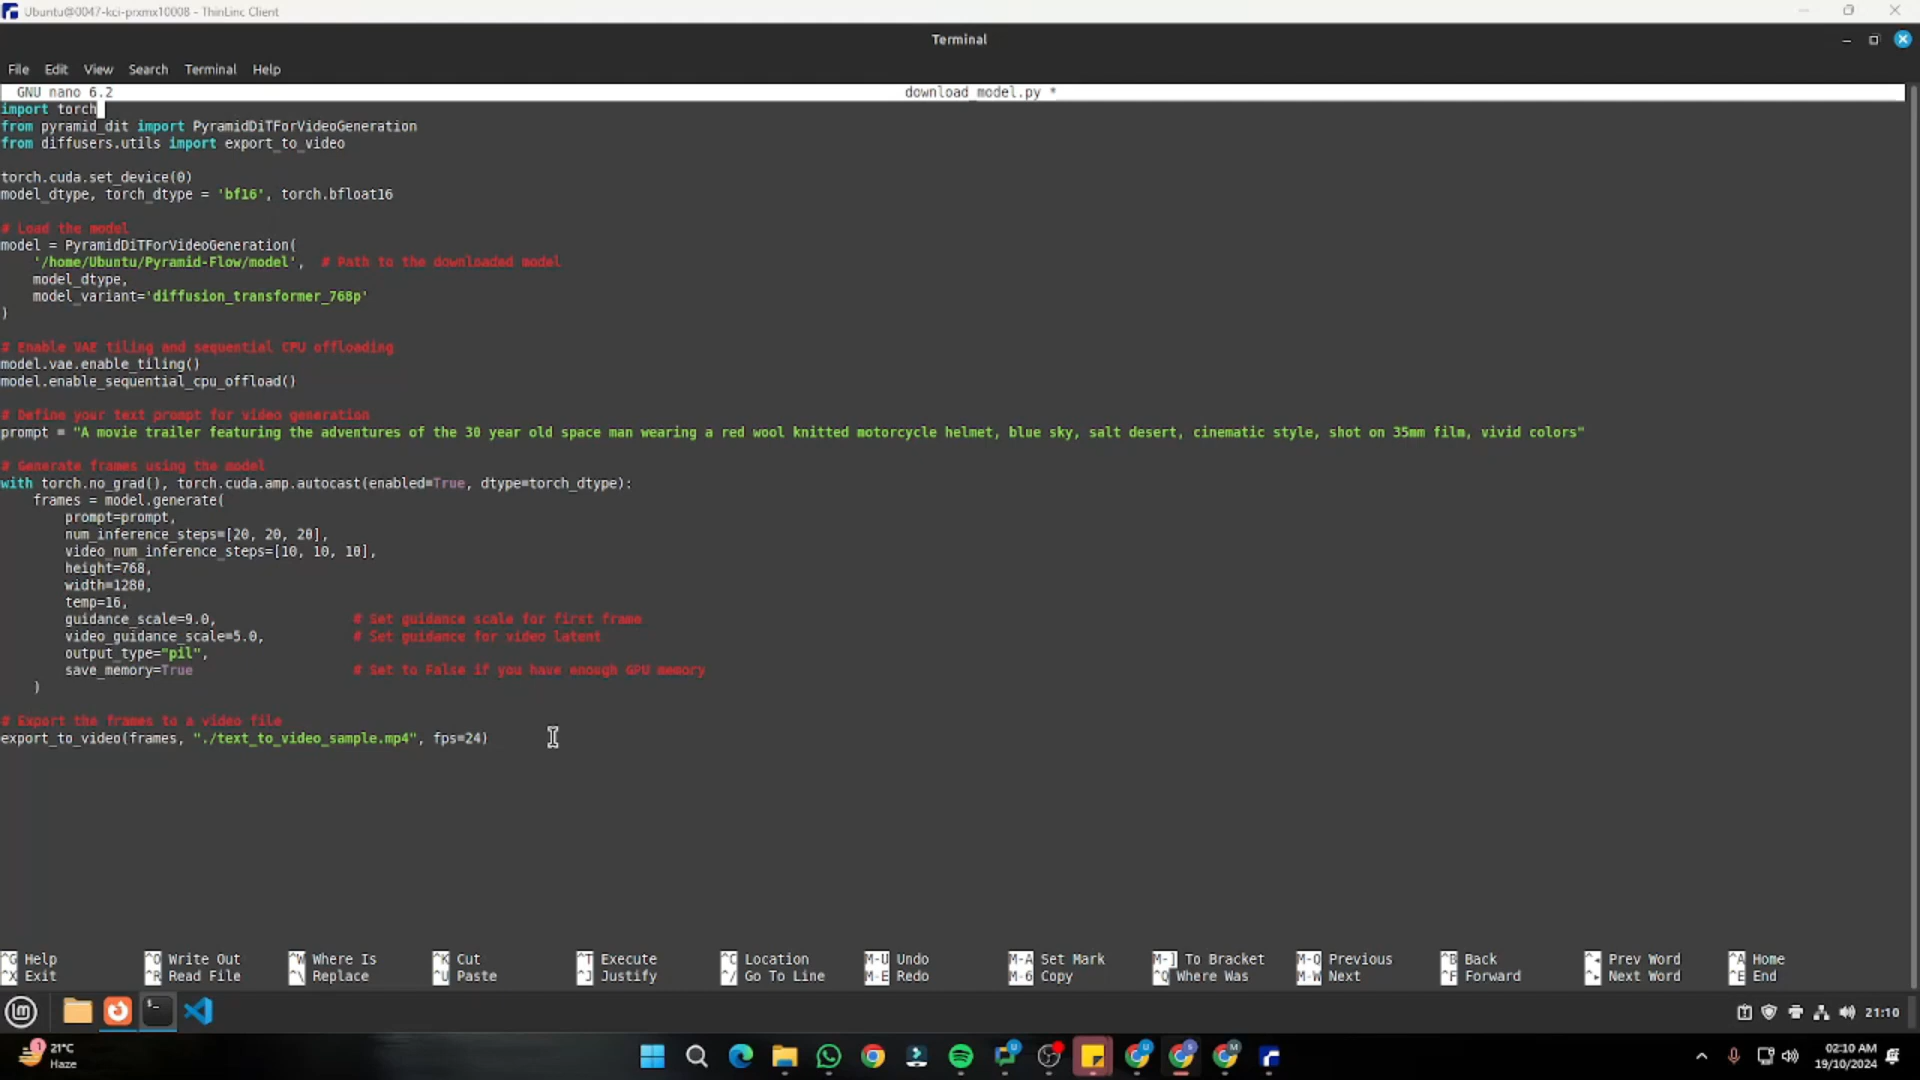 Ubuntu@0047-kci-prxmx10008 - ThinLinc Client
Terminal
File Edit View Search Terminal Help
GNU nano 6.2 download_model.py *
import torch
from pyramid_dit import PyramidDiTForVideoGeneration
from diffusers.utils import export_to_video
torch.cuda.set_device(0)
model_dtype, torch_dtype = 'bf16', torch.bfloat16
# Load the model
model = PyramidDiTForVideoGeneration(
'/home/Ubuntu/Pyramid-Flow/model', # Path to the downloaded model
model_dtype,
model_variant='diffusion_transformer_768p'
)
# Enable VAE tiling and sequential CPU offloading
model.vae.enable_tiling()
model.enable_sequential_cpu_offload()
# Define your text prompt for video generation
prompt = "A movie trailer featuring the adventures of the 30 year old space man wearing a red wool knitted motorcycle helmet, blue sky, salt desert, cinematic style, shot on 35mm film, vivid colors"
# Generate frames using the model
with torch.no_grad(), torch.cuda.amp.autocast(enabled=True, dtype=torch_dtype):
frames = model.generate(
prompt=prompt,
num_inference_steps=[20, 20, 20],
video_num_inference_steps=[10, 10, 10],
height=768,
width=1280,
temp=16,
guidance_scale=9.0, # Set guidance scale for first frame
video_guidance_scale=5.0, # Set guidance for video latent
output_type="pil",
save_memory=True # Set to False if you have enough GPU memory
)
# Export the frames to a video file
export_to_video(frames, "./text_to_video_sample.mp4", fps=24)
^G Help ^O Write Out ^W Where Is ^K Cut ^T Execute ^C Location M-U Undo M-A Set Mark M-] To Bracket M-Q Previous ^B Back ^◂ Prev Word ^A Home
^X Exit ^R Read File ^\ Replace ^U Paste ^J Justify ^/ Go To Line M-E Redo M-6 Copy ^Q Where Was M-W Next ^F Forward ^▸ Next Word ^E End
21:10
1
21°C
Haze
02:10 AM
19/10/2024